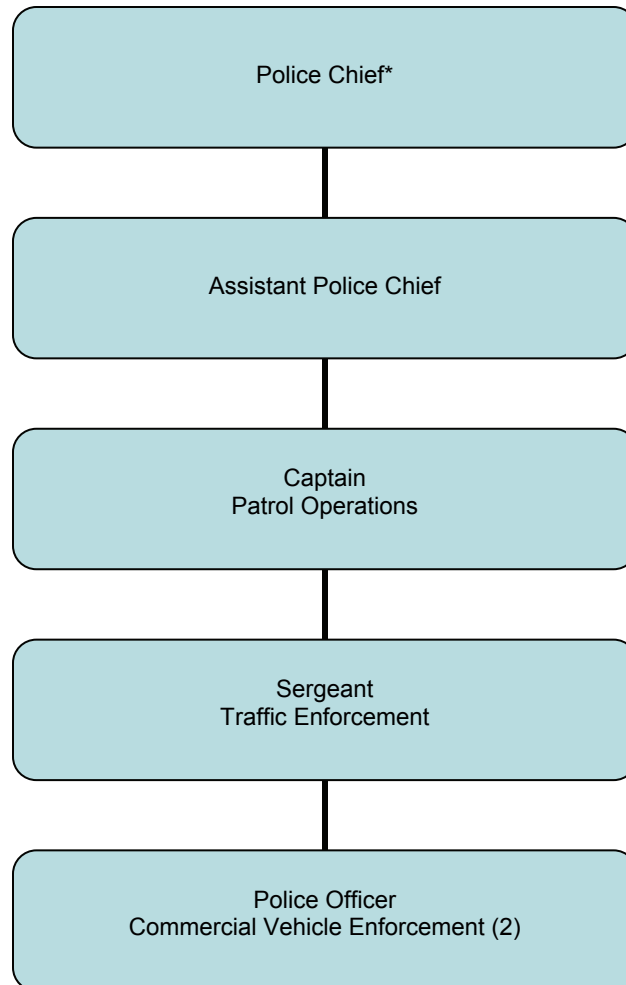 Police Chief*
Assistant Police Chief
Captain
Patrol Operations
Sergeant
Traffic Enforcement
Police Officer
Commercial Vehicle Enforcement (2)